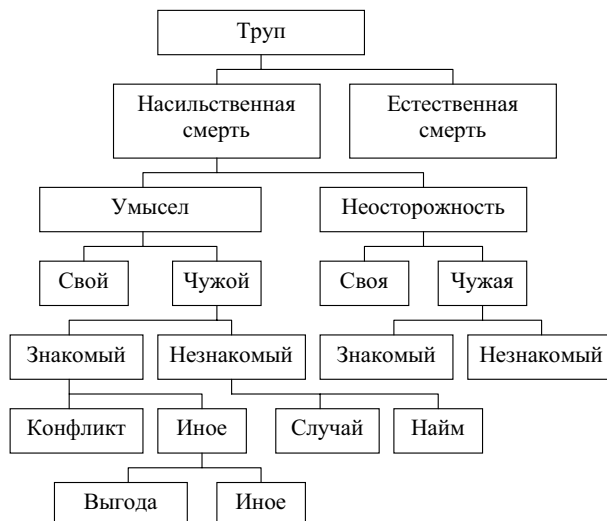 Труп
Насильственная
смерть
Естественная
смерть
Умысел
Неосторожность
Свой
Чужой
Своя
Чужая
Знакомый
Незнакомый
Знакомый
Незнакомый
Конфликт
Иное
Случай
Найм
Выгода
Иное